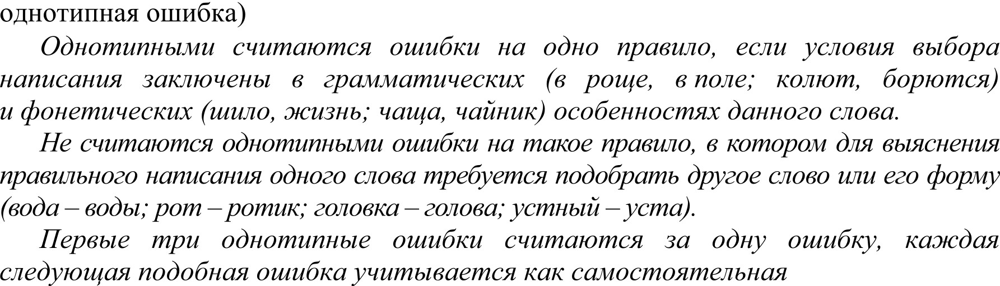 однотипная ошибка)
Однотипными считаются ошибки на одно правило, если условия выбора
написания заключены в грамматических (в роще, в поле; колют, борются)
и фонетических (шило, жизнь; чаща, чайник) особенностях данного слова.
Не считаются однотипными ошибки на такое правило, в котором для выяснения
правильного написания одного слова требуется подобрать другое слово или его форму
(вода – воды; рот – ротик; головка – голова; устный – уста).
Первые три однотипные ошибки считаются за одну ошибку, каждая
следующая подобная ошибка учитывается как самостоятельная